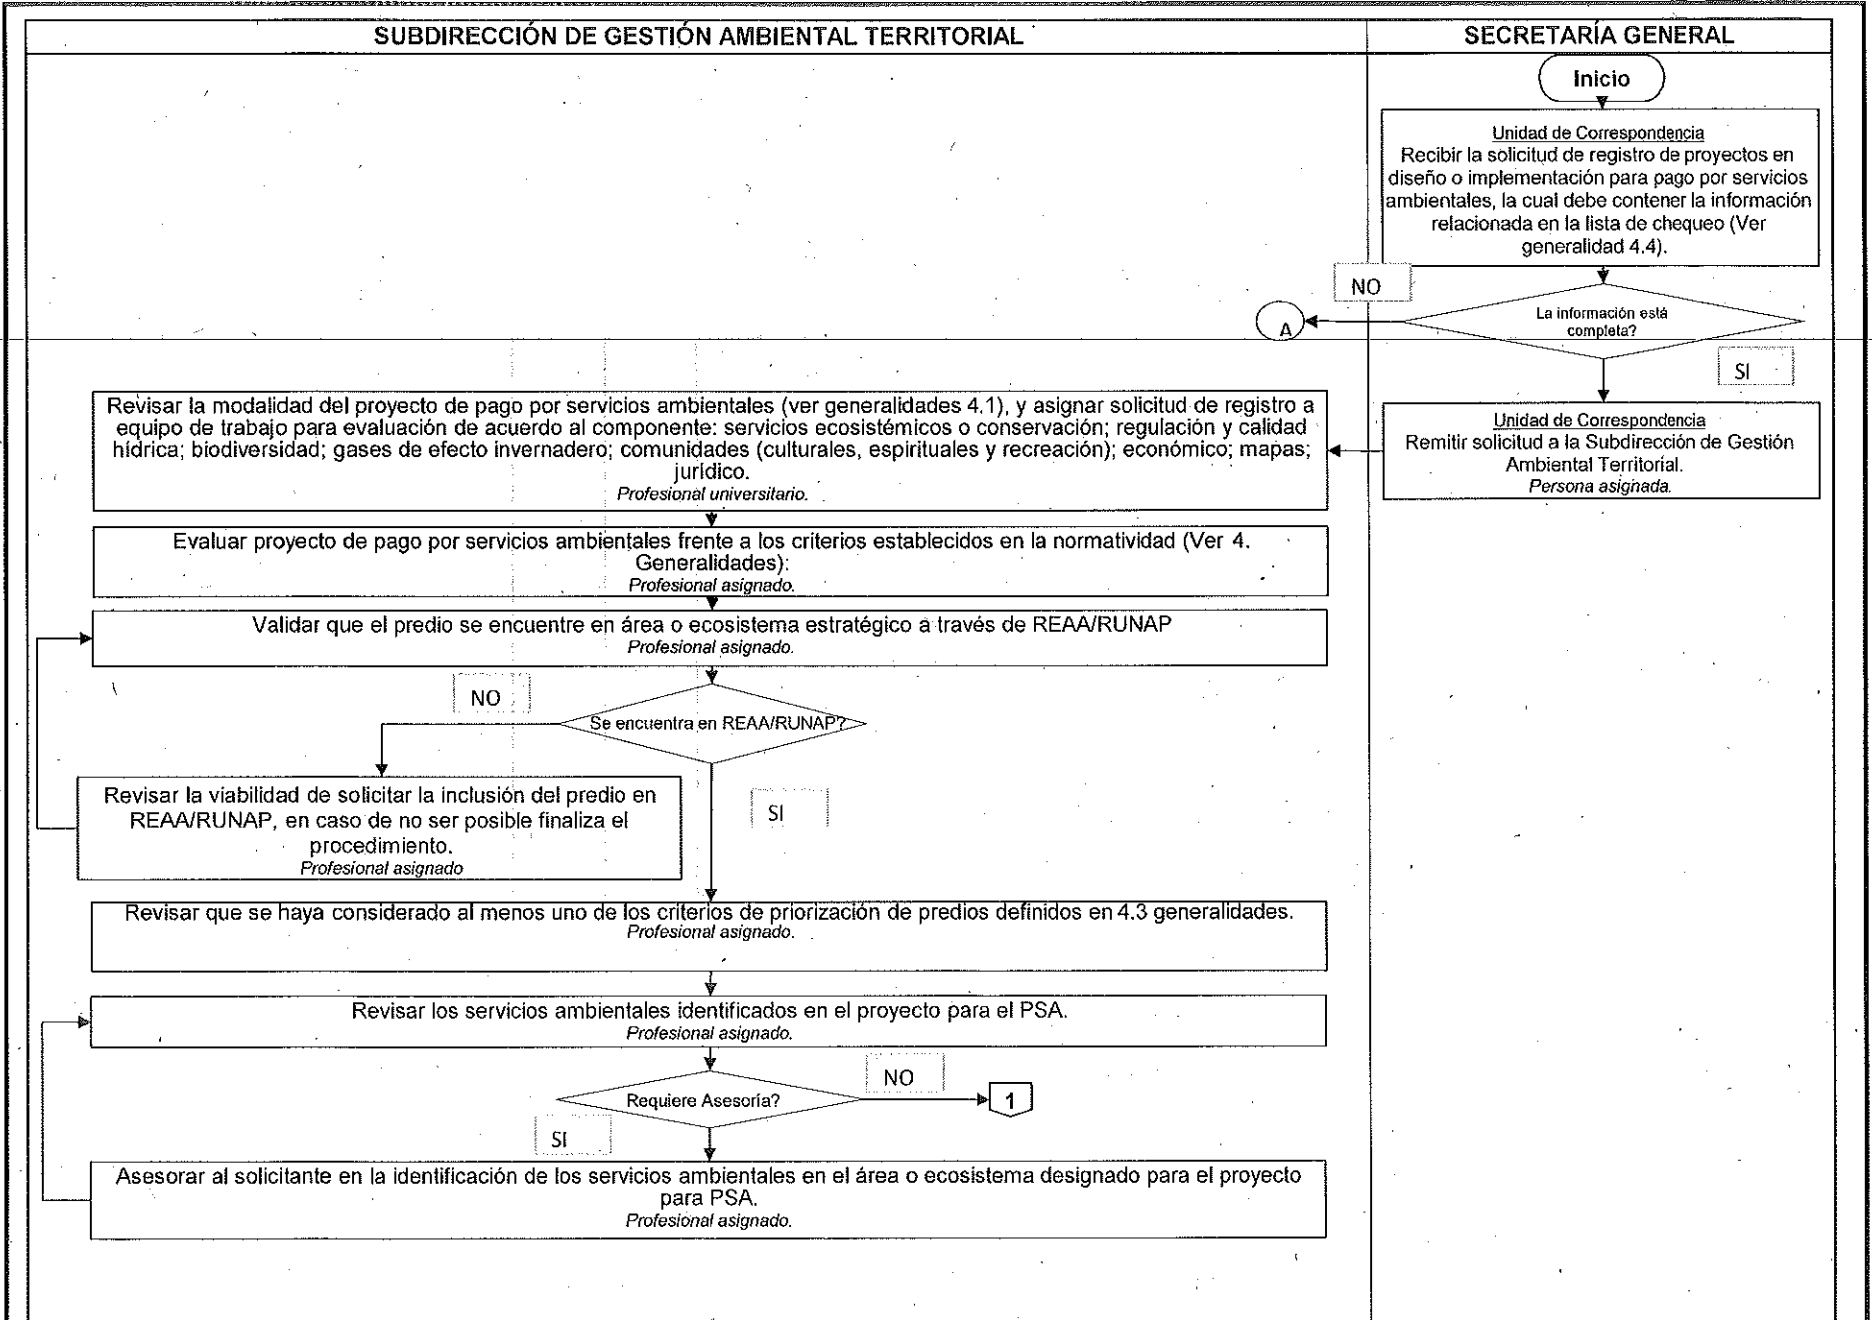 SUBDIRECCIÓN DE GESTIÓN AMBIENTAL TERRITORIAL
SECRETARÍA GENERAL
Inicio
Unidad de Correspondencia
Recibir la solicitud de registro de proyectos en
diseño o implementación para pago por servicios
ambientales, la cual debe contener la información
relacionada en la lista de chequeo (Ver
generalidad 4.4).
NO
La información está
completa?
A
SI
Unidad de Correspondencia
Remitir solicitud a la Subdirección de Gestión
Ambiental Territorial.
Persona asignada.
Revisar la modalidad del proyecto de pago por servicios ambientales (ver generalidades 4.1), y asignar solicitud de registro a
equipo de trabajo para evaluación de acuerdo al componente: servicios ecosistémicos o conservación; regulación y calidad
hídrica; biodiversidad; gases de efecto invernadero; comunidades (culturales, espirituales y recreación); económico; mapas;
jurídico.
Profesional universitario.
Evaluar proyecto de pago por servicios ambientales frente a los criterios establecidos en la normatividad (Ver 4.
Generalidades):
Profesional asignado.
Validar que el predio se encuentre en área o ecosistema estratégico a través de REAA/RUNAP
Profesional asignado.
NO
Se encuentra en REAA/RUNAP?
Revisar la viabilidad de solicitar la inclusión del predio en
REAA/RUNAP, en caso de no ser posible finaliza el
procedimiento.
Profesional asignado
SI
Revisar que se haya considerado al menos uno de los criterios de priorización de predios definidos en 4.3 generalidades.
Profesional asignado.
Revisar los servicios ambientales identificados en el proyecto para el PSA.
Profesional asignado.
NO
Requiere Asesoría?
1
SI
Asesorar al solicitante en la identificación de los servicios ambientales en el área o ecosistema designado para el proyecto
para PSA.
Profesional asignado.